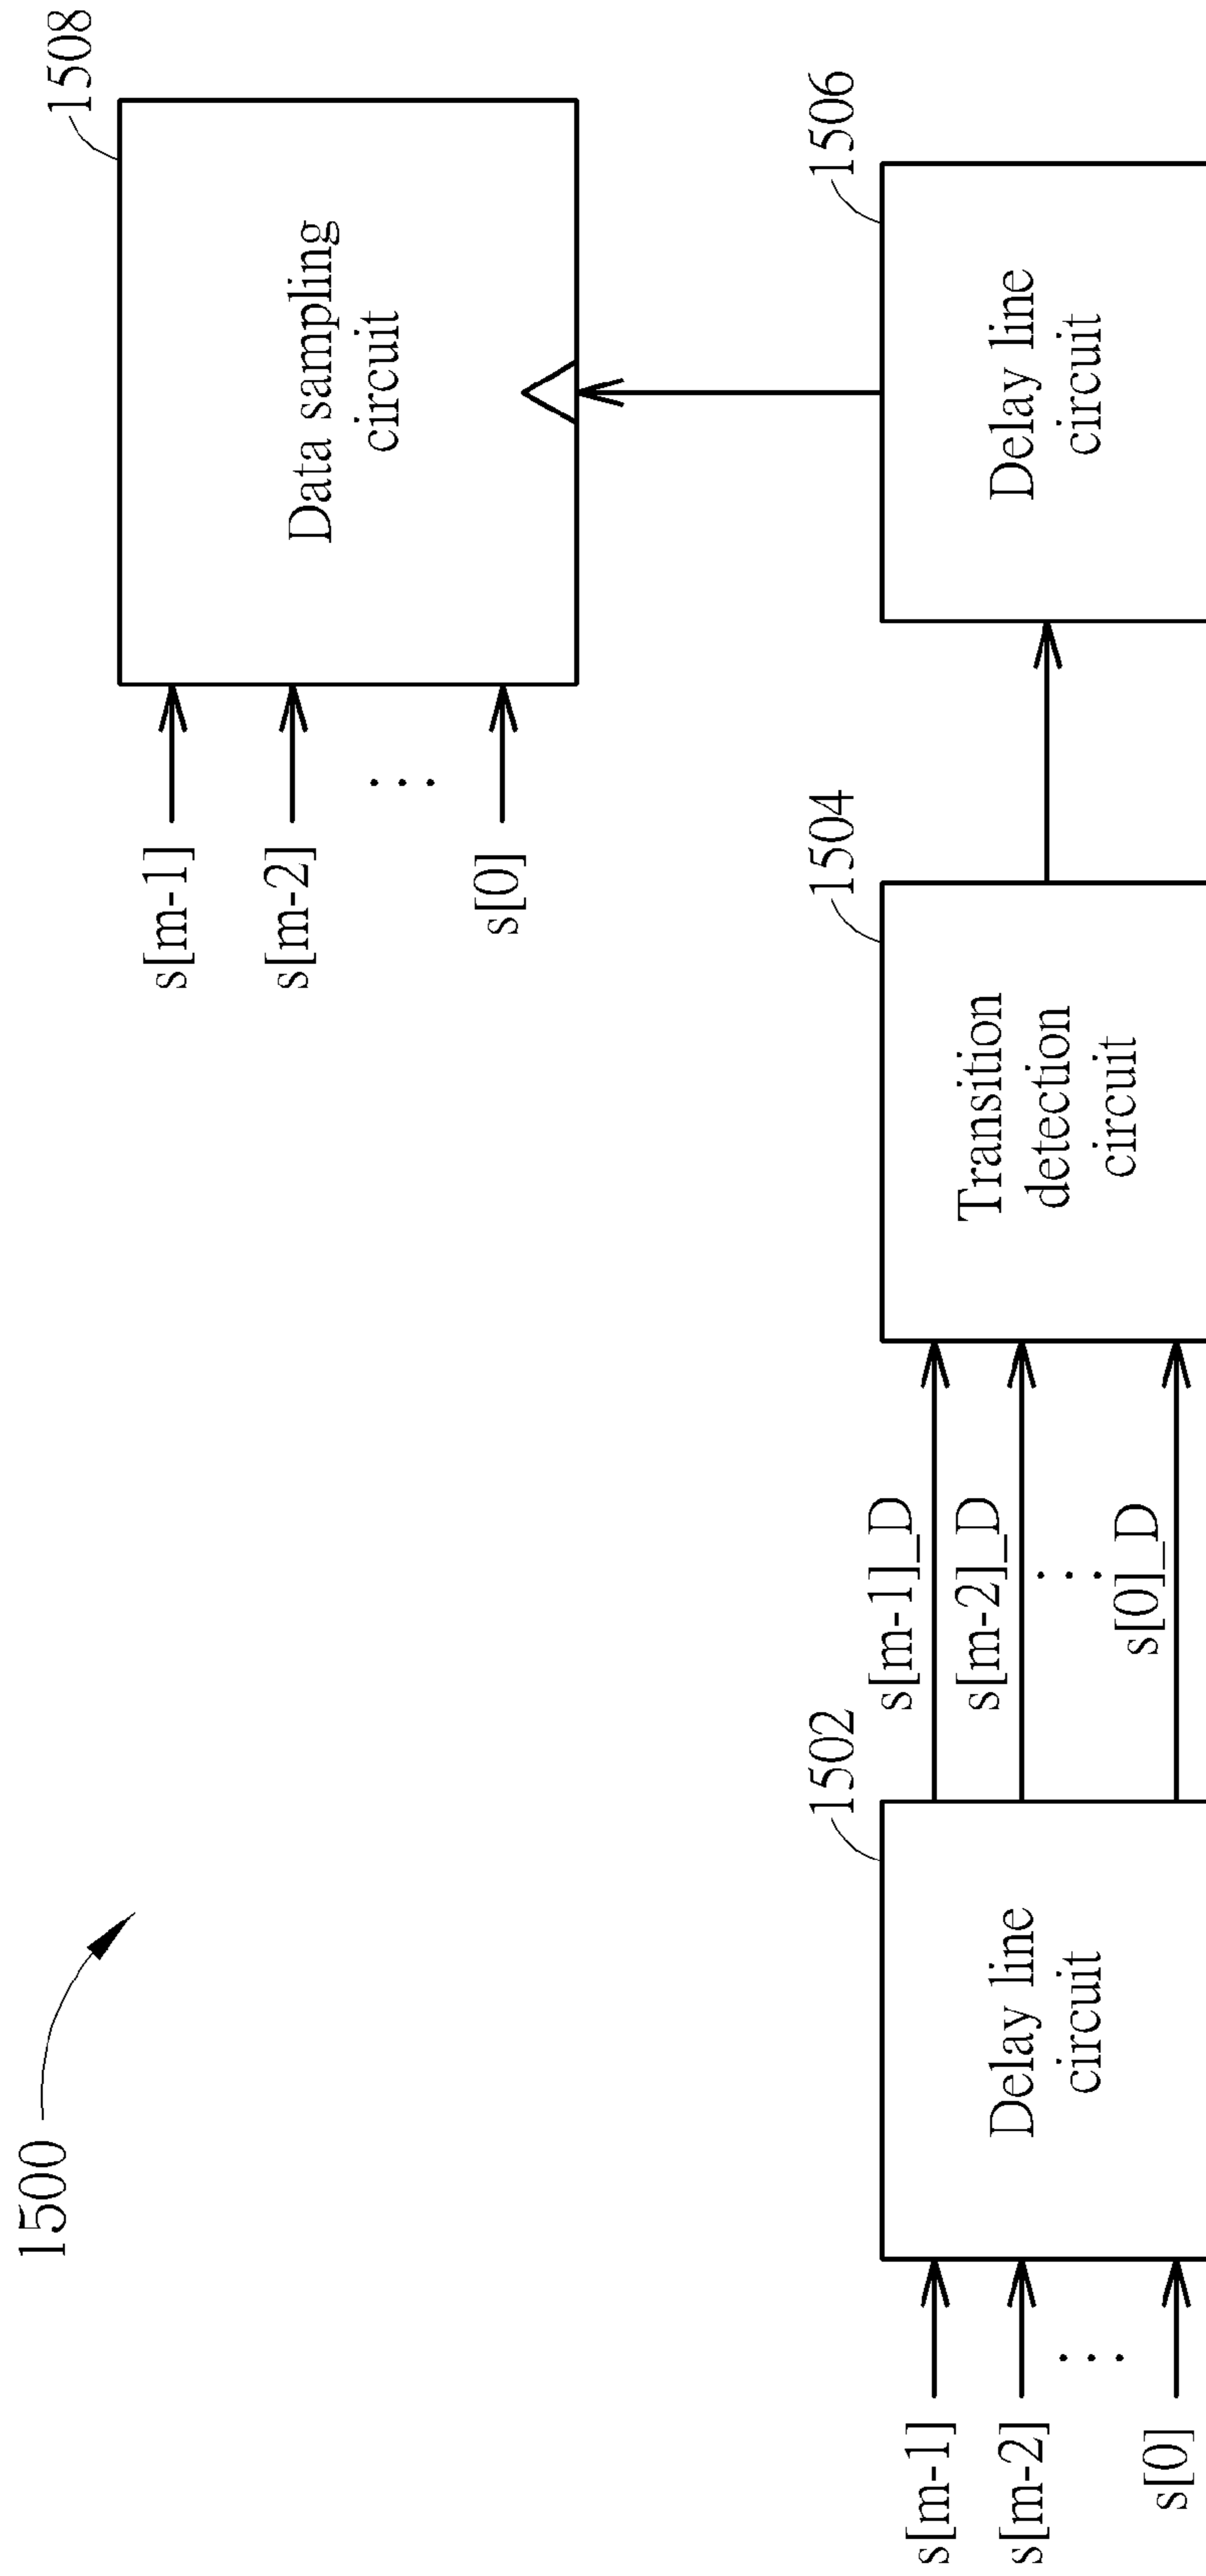 1500
1508
s[m-1]
s[m-2]
...
s[0]
Data sampling
circuit
1502
1504
1506
s[m-1]
s[m-2]
...
s[0]
Delay line
circuit
s[m-1]_D
s[m-2]_D
...
s[0]_D
Transition
detection
circuit
Delay line
circuit